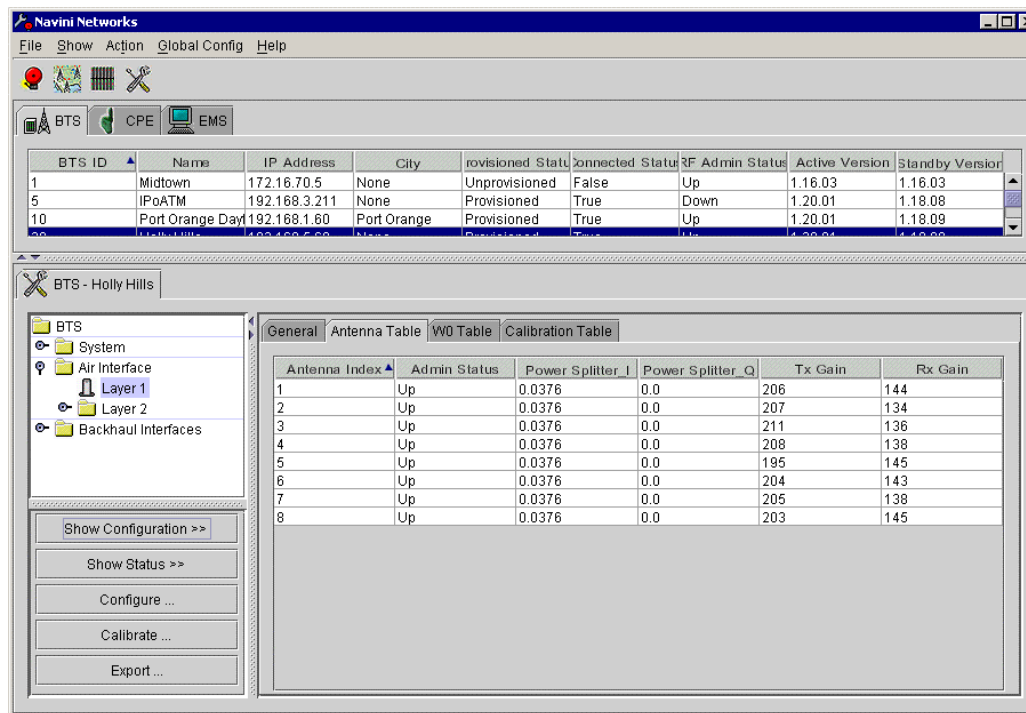 Navini Networks
File Show Action Global Config Help
BTS CPE EMS
BTS ID Name IP Address City rovisioned Statu onnected Statu RF Admin Status Active Version Standby Version
1 Midtown 172.16.70.5 None Unprovisioned False Up 1.16.03 1.16.03
5 IPoATM 192.168.3.211 None Provisioned True Down 1.20.01 1.18.08
10 Port Orange Dayt 192.168.1.60 Port Orange Provisioned True Up 1.20.01 1.18.09
BTS - Holly Hills
BTS
System
Air Interface
Layer 1
Layer 2
Backhaul Interfaces
Show Configuration >>
Show Status >>
Configure ...
Calibrate ...
Export ...
General Antenna Table W0 Table Calibration Table
Antenna Index Admin Status Power Splitter_I Power Splitter_Q Tx Gain Rx Gain
1 Up 0.0376 0.0 206 144
2 Up 0.0376 0.0 207 134
3 Up 0.0376 0.0 211 136
4 Up 0.0376 0.0 208 138
5 Up 0.0376 0.0 195 145
6 Up 0.0376 0.0 204 143
7 Up 0.0376 0.0 205 138
8 Up 0.0376 0.0 203 145